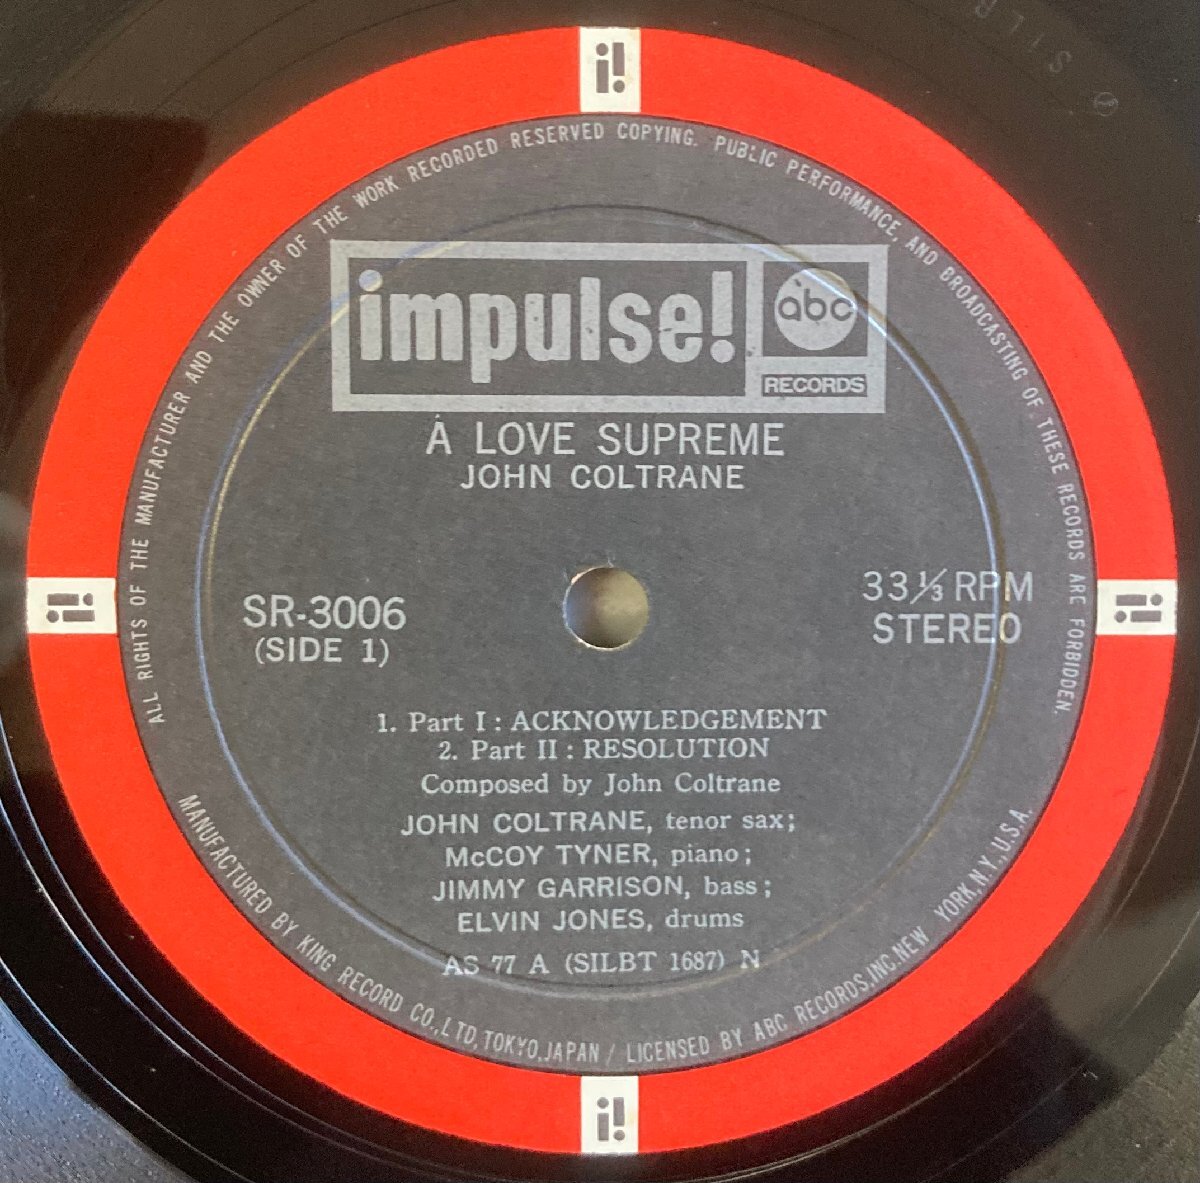 ALL RIGHTS OF THE MANUFACTURER AND THE OWNER OF THE WORK RECORDED RESERVED COPYING. PUBLIC PERFORMANCE, AND BROADCASTING OF THESE RECORDS ARE FORBIDDEN.
impulse!
abc
RECORDS
A LOVE SUPREME
JOHN COLTRANE
SR-3006
(SIDE 1)
33⅓ RPM
STEREO
1. Part I : ACKNOWLEDGEMENT
2. Part II : RESOLUTION
Composed by John Coltrane
JOHN COLTRANE, tenor sax;
McCOY TYNER, piano;
JIMMY GARRISON, bass;
ELVIN JONES, drums
AS 77 A (SILBT 1687) N
MANUFACTURED BY KING RECORD CO., LTD, TOKYO, JAPAN / LICENSED BY ABC RECORDS, INC. NEW YORK, N.Y., U.S.A.